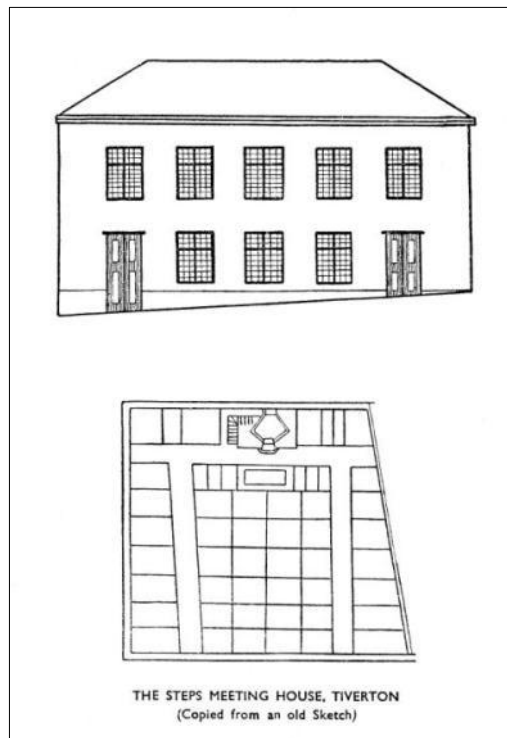 THE STEPS MEETING HOUSE, TIVERTON
(Copied from an old Sketch)